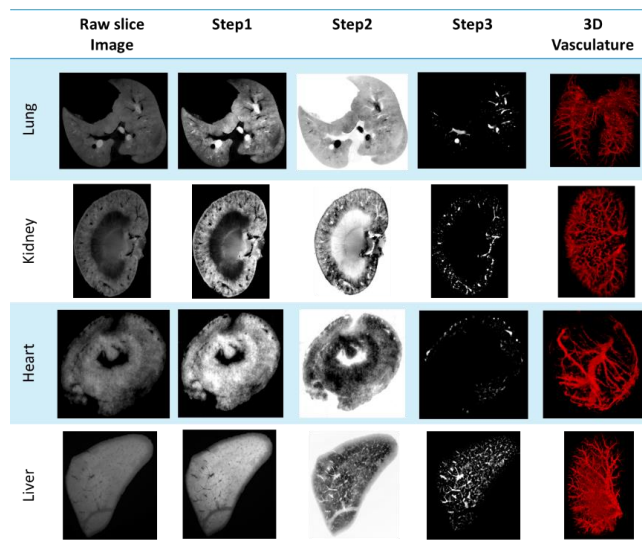 Raw slice
Image
Step1
Step2
Step3
3D
Vasculature
Lung
Kidney
Heart
Liver